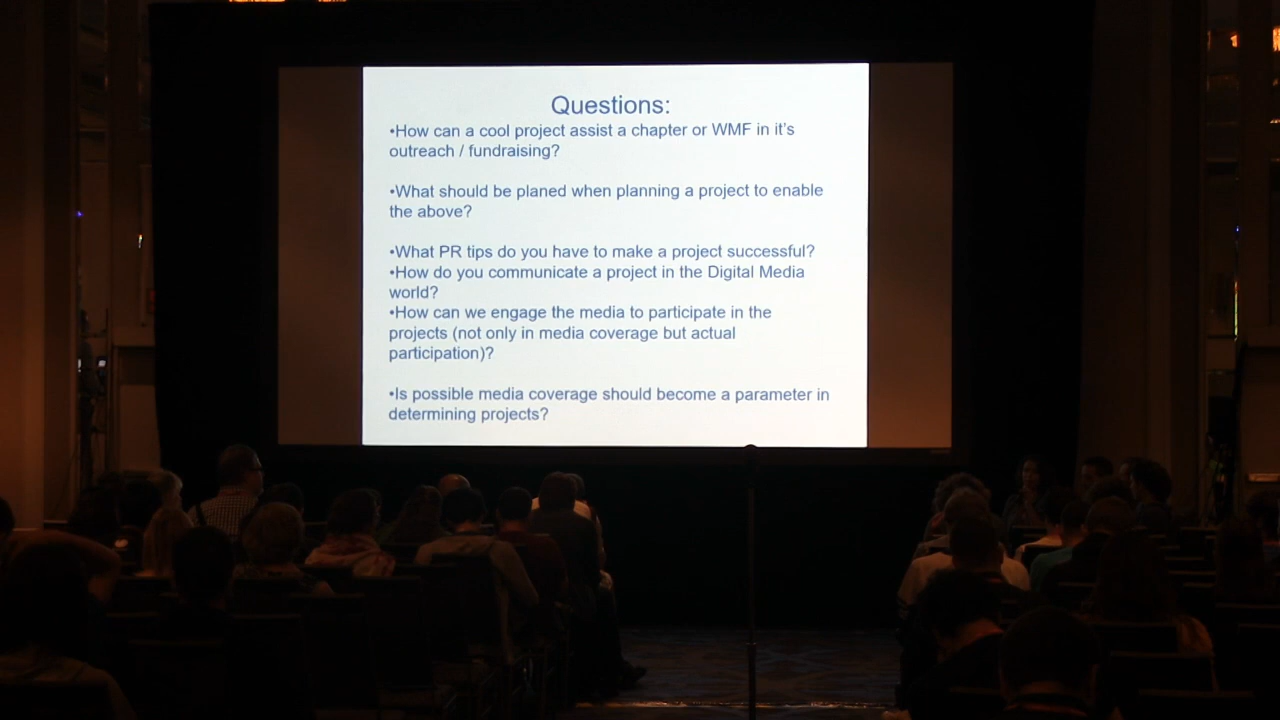 Questions:
•How can a cool project assist a chapter or WMF in it's
outreach / fundraising?
•What should be planed when planning a project to enable
the above?
•What PR tips do you have to make a project successful?
•How do you communicate a project in the Digital Media
world?
•How can we engage the media to participate in the
projects (not only in media coverage but actual
participation)?
•Is possible media coverage should become a parameter in
determining projects?